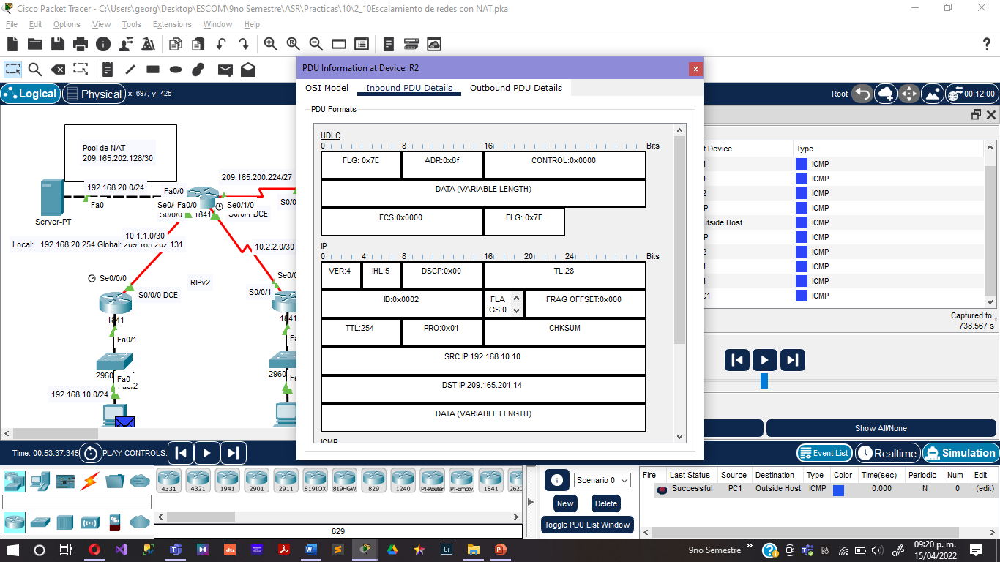 Cisco Packet Tracer - C:\Users\georg\Desktop\ESCOM\9no Semestre\ASR\Practicas\10\2_10Escalamiento de redes con NAT.pka
File Edit Options View Tools Extensions Window Help
Logical Physical x: 697, y: 425
Root 00:12:00
PDU Information at Device: R2
x
OSI Model Inbound PDU Details Outbound PDU Details
PDU Formats
HDLC
0 8 16 Bits
FLG: 0x7E ADR:0x8f CONTROL:0x0000
DATA (VARIABLE LENGTH)
FCS:0x0000 FLG: 0x7E
IP
0 4 8 16 20 24 Bits
VER:4 IHL:5 DSCP:0x00 TL:28
ID:0x0002 FLA
GS:0 FRAG OFFSET:0x000
TTL:254 PRO:0x01 CHKSUM
SRC IP:192.168.10.10
DST IP:209.165.201.14
DATA (VARIABLE LENGTH)
ICMP
Pool de NAT
209.165.202.128/30
192.168.20.0/24
209.165.200.224/27
Fa0/0
S0/0
Fa0
Se0/ Fa0/0 Se0/1/0
S0/0/0 1841 S0/0/1 DCE
Server-PT
10.1.1.0/30
Local: 192.168.20.254 Global: 209.165.202.131
10.2.2.0/30
Se0/0/0
Se0/
RIPv2
S0/0/0 DCE S0/0/1
1841 1841
Fa0/1 Fa
2960 2960
Fa0 Fa
Fa0/2
192.168.10.0/24
t Device Type
1 ICMP
1 ICMP
2 ICMP
P ICMP
utside Host ICMP
P ICMP
2 ICMP
1 ICMP
1 ICMP
C1 ICMP
Captured to:
738.567 s
Show All/None
Time: 00:53:37.345 PLAY CONTROLS:
Event List Realtime Simulation
4331 4321 1941 2901 2911 819IOX 819HGW 829 1240 PT-Router PT-Empty 1841 2620
829
Scenario 0
New Delete
Toggle PDU List Window
Fire Last Status Source Destination Type Color Time(sec) Periodic Num Edit
Successful PC1 Outside Host ICMP 0.000 N 0 (edit)
9no Semestre
09:20 p. m.
15/04/2022